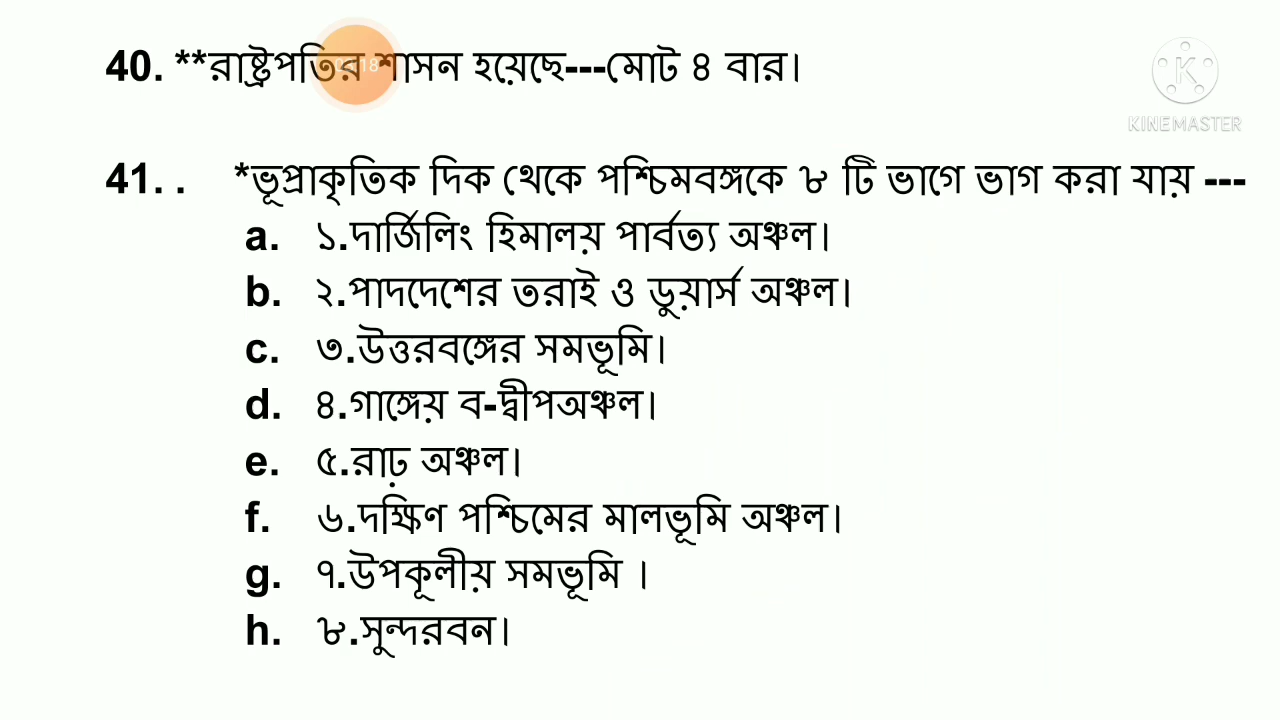 40. **রাষ্ট্রপতির শাসন হয়েছে---মোট ৪ বার।
KINEMASTER
41. . *ভূপ্রাকৃতিক দিক থেকে পশ্চিমবঙ্গকে ৮ টি ভাগে ভাগ করা যায় ---
a. ১.দার্জিলিং হিমালয় পার্বত্য অঞ্চল।
b. ২.পাদদেশের তরাই ও ডুয়ার্স অঞ্চল।
c. ৩.উত্তরবঙ্গের সমভূমি।
d. ৪.গাঙ্গেয় ব-দ্বীপঅঞ্চল।
e. ৫.রাঢ় অঞ্চল।
f. ৬.দক্ষিণ পশ্চিমের মালভূমি অঞ্চল।
g. ৭.উপকূলীয় সমভূমি ।
h. ৮.সুন্দরবন।